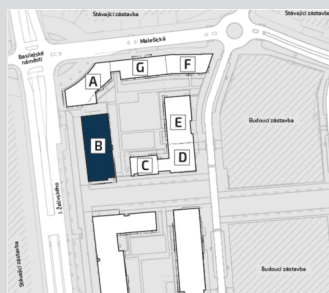 Stávající zástavba
Stávající zástavba
Malešická
Basilejské
náměstí
G
F
A
E
B
Budoucí zástavba
C
D
J. Želivského
Stávající zástavba
Budoucí zástavba